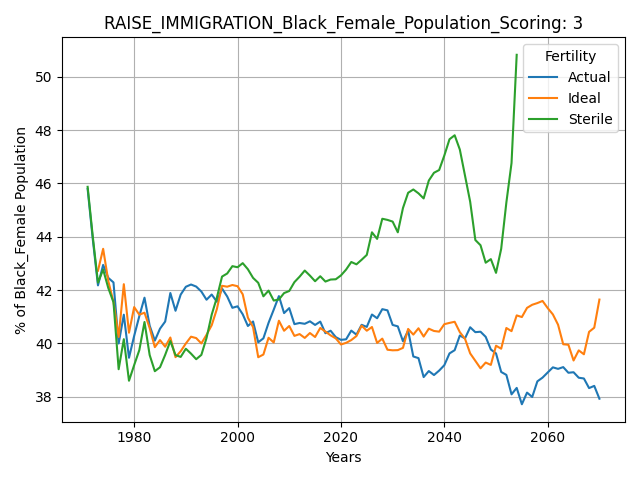 RAISE_IMMIGRATION_Black_Female_Population_Scoring: 3
Fertility
Actual
Ideal
Sterile
% of Black_Female Population
50
48
46
44
42
40
38
1980
2000
2020
2040
2060
Years